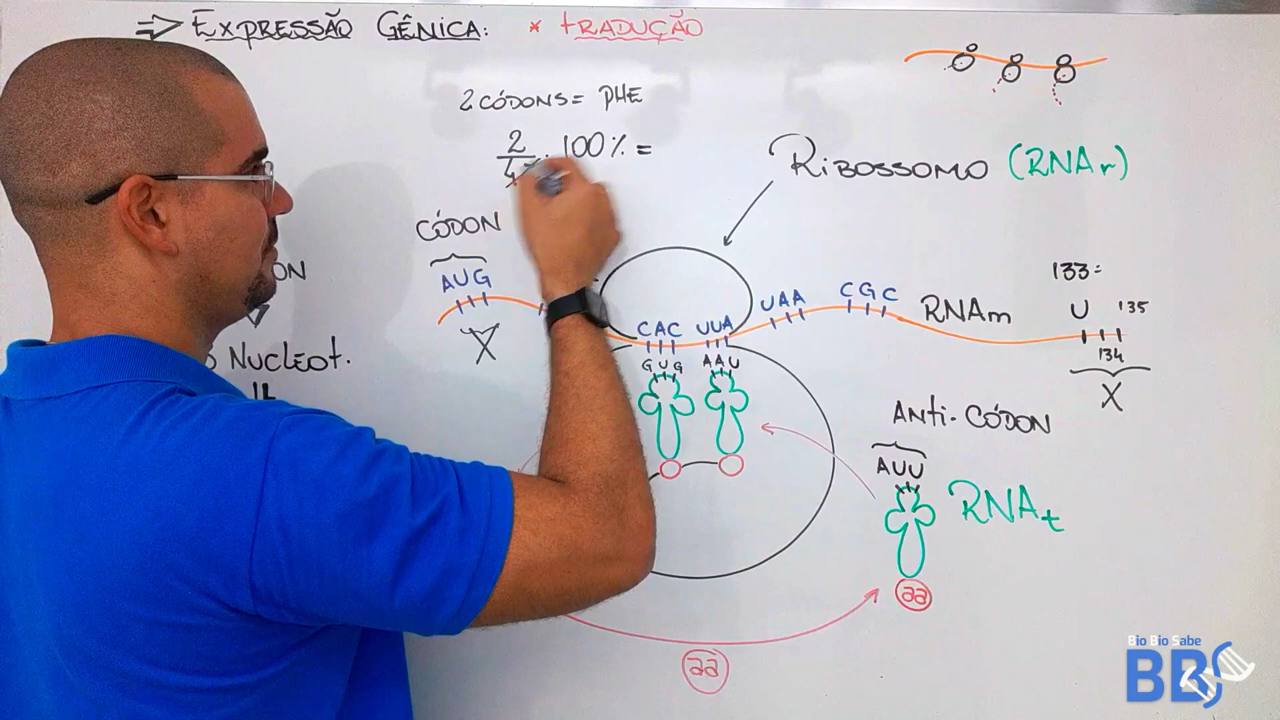 ⇒ EXPRESSÃO GÊNICA: * TRADUÇÃO
2 CÓDONS = PHE
2
100% =
RIBOSSOMO (RNAr)
CÓDON
AUG
X
CAC UUA
GUG AAU
UAA
CGC
RNAm
133=
U
135
134
X
NUCLEOT.
ANTI-CÓDON
AUU
RNAt
aa
aa
Bio Bio Sabe
BBS